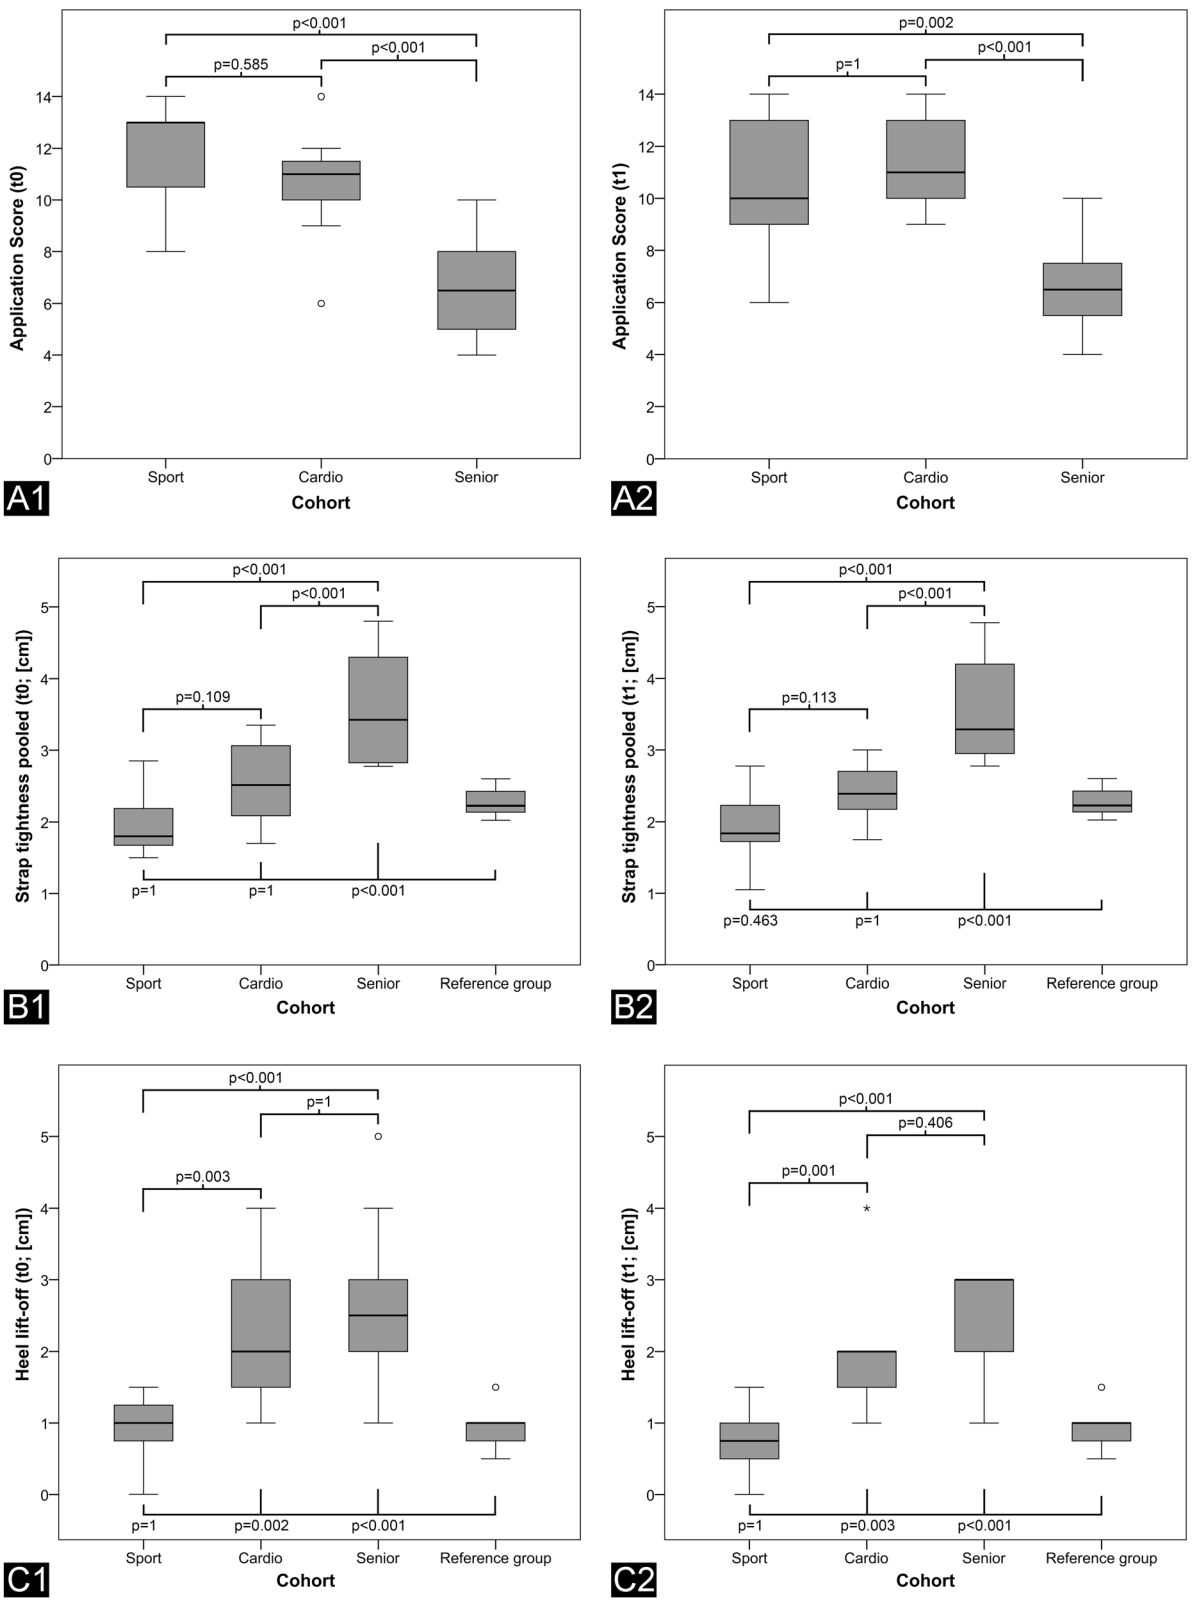 p<0.001
p<0.001
p=0.585
14
12
10
8
6
4
2
0
Application Score (t0)
Sport Cardio Senior
Cohort
A1
p=0.002
p<0.001
p=1
14
12
10
8
6
4
2
0
Application Score (t1)
Sport Cardio Senior
Cohort
A2
p<0.001
p<0.001
p=0.109
5
4
3
2
1
0
Strap tightness pooled (t0; [cm])
p=1 p=1 p<0.001
Sport Cardio Senior Reference group
Cohort
B1
p<0.001
p<0.001
p=0.113
5
4
3
2
1
0
Strap tightness pooled (t1; [cm])
p=0.463 p=1 p<0.001
Sport Cardio Senior Reference group
Cohort
B2
p<0.001
p=1
p=0.003
5
4
3
2
1
0
Heel lift-off (t0; [cm])
p=1 p=0.002 p<0.001
Sport Cardio Senior Reference group
Cohort
C1
p<0.001
p=0.406
p=0.001
*
5
4
3
2
1
0
Heel lift-off (t1; [cm])
p=1 p=0.003 p<0.001
Sport Cardio Senior Reference group
Cohort
C2